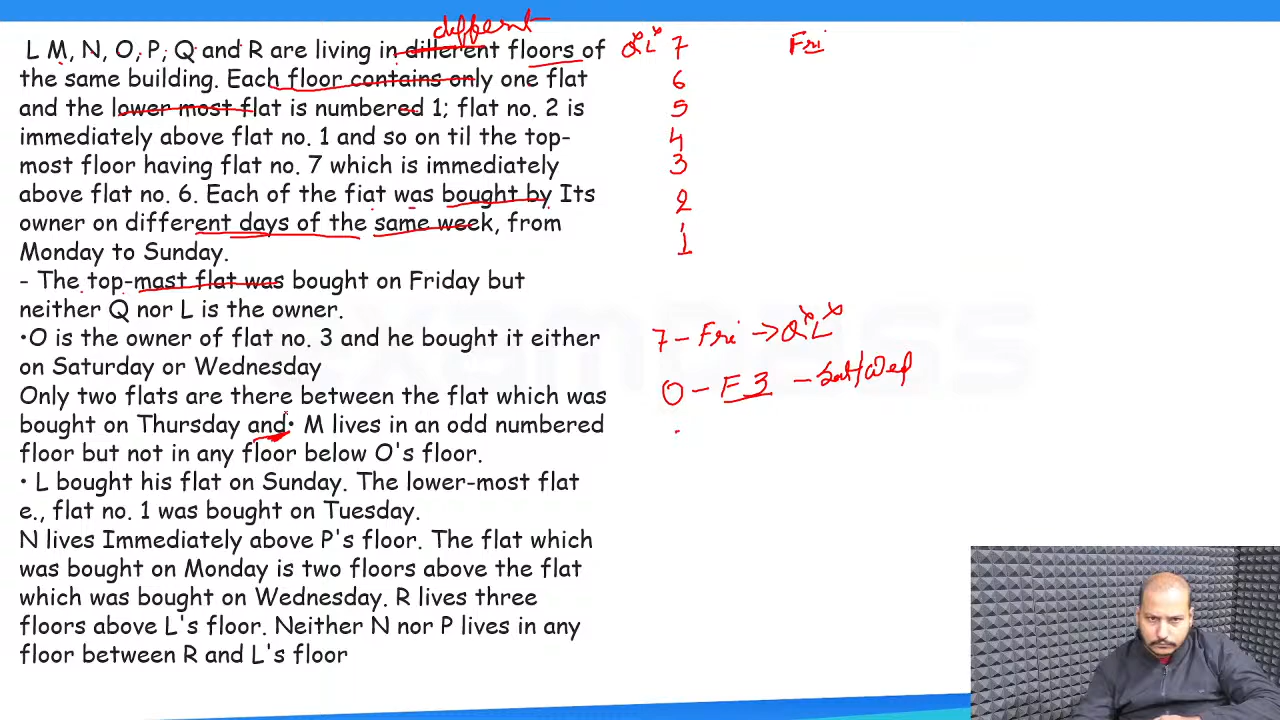 different
L M, N, O, P, Q and R are living in different floors of
the same building. Each floor contains only one flat
and the lower most flat is numbered 1; flat no. 2 is
immediately above flat no. 1 and so on til the top-
most floor having flat no. 7 which is immediately
above flat no. 6. Each of the fiat was bought by Its
owner on different days of the same week, from
Monday to Sunday.
- The top-mast flat was bought on Friday but
neither Q nor L is the owner.
•O is the owner of flat no. 3 and he bought it either
on Saturday or Wednesday
Only two flats are there between the flat which was
bought on Thursday and• M lives in an odd numbered
floor but not in any floor below O's floor.
• L bought his flat on Sunday. The lower-most flat
e., flat no. 1 was bought on Tuesday.
N lives Immediately above P's floor. The flat which
was bought on Monday is two floors above the flat
which was bought on Wednesday. R lives three
floors above L's floor. Neither N nor P lives in any
floor between R and L's floor
QxLx 7 Fri
6
5
4
3
2
1
7 - Fri → QxLx
O - F 3 - Sat/Wed